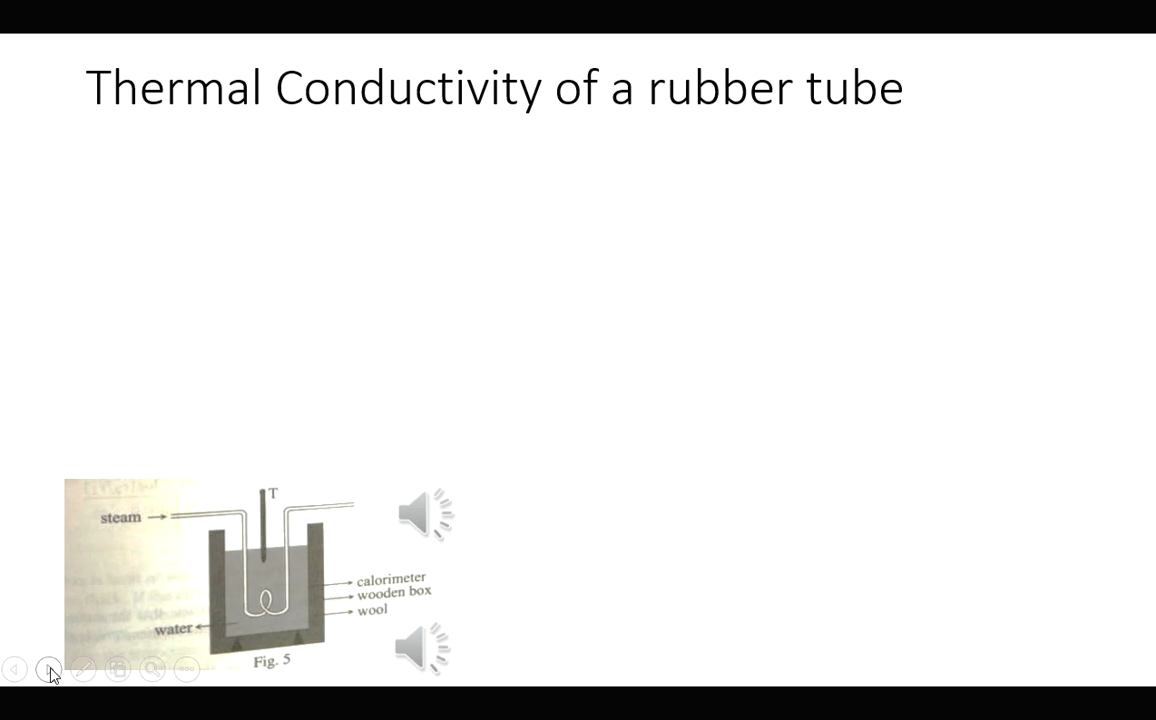 Thermal Conductivity of a rubber tube
T
steam
calorimeter
wooden box
wool
water
Fig. 5